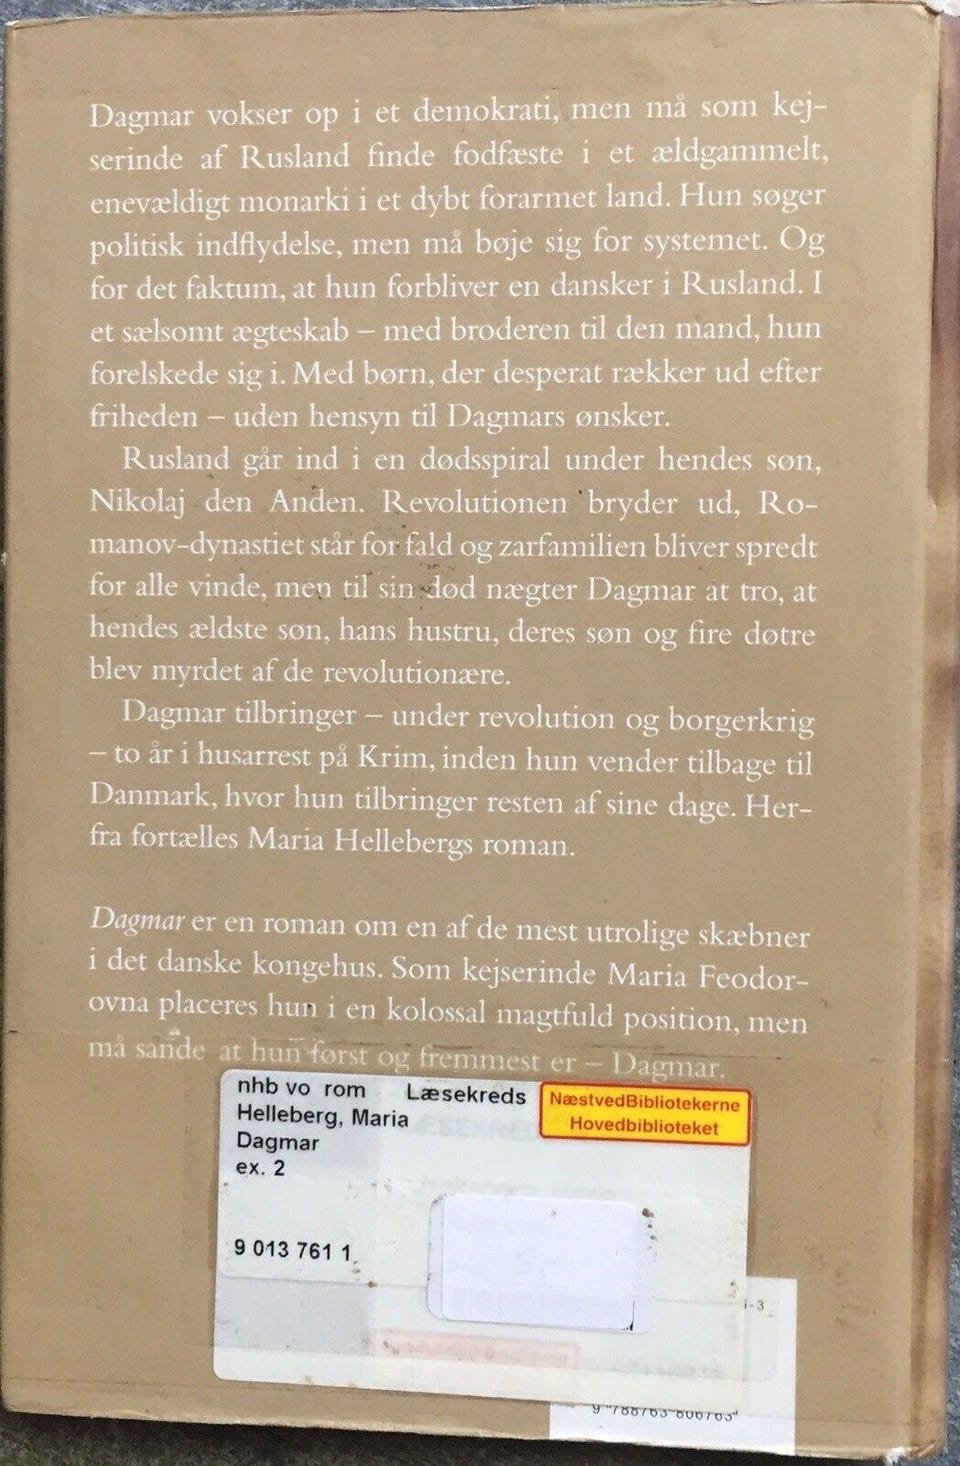 Dagmar vokser op i et demokrati, men må som kej-
serinde af Rusland finde fodfæste i et ældgammelt,
enevældigt monarki i et dybt forarmet land. Hun søger
politisk indflydelse, men må bøje sig for systemet. Og
for det faktum, at hun forbliver en dansker i Rusland. I
et sælsomt ægteskab – med broderen til den mand, hun
forelskede sig i. Med børn, der desperat rækker ud efter
friheden – uden hensyn til Dagmars ønsker.
Rusland går ind i en dødsspiral under hendes søn,
Nikolaj den Anden. Revolutionen bryder ud, Ro-
manov-dynastiet står for fald og zarfamilien bliver spredt
for alle vinde, men til sin død nægter Dagmar at tro, at
hendes ældste søn, hans hustru, deres søn og fire døtre
blev myrdet af de revolutionære.
Dagmar tilbringer – under revolution og borgerkrig
– to år i husarrest på Krim, inden hun vender tilbage til
Danmark, hvor hun tilbringer resten af sine dage. Her-
fra fortælles Maria Hellebergs roman.
Dagmar er en roman om en af de mest utrolige skæbner
i det danske kongehus. Som kejserinde Maria Feodor-
ovna placeres hun i en kolossal magtfuld position, men
må sande at hun først og fremmest er – Dagmar.
nhb vo rom Læsekreds
Helleberg, Maria
Dagmar
ex. 2
NæstvedBibliotekerne
Hovedbiblioteket
9 013 761 1
-3
9 788763 806763